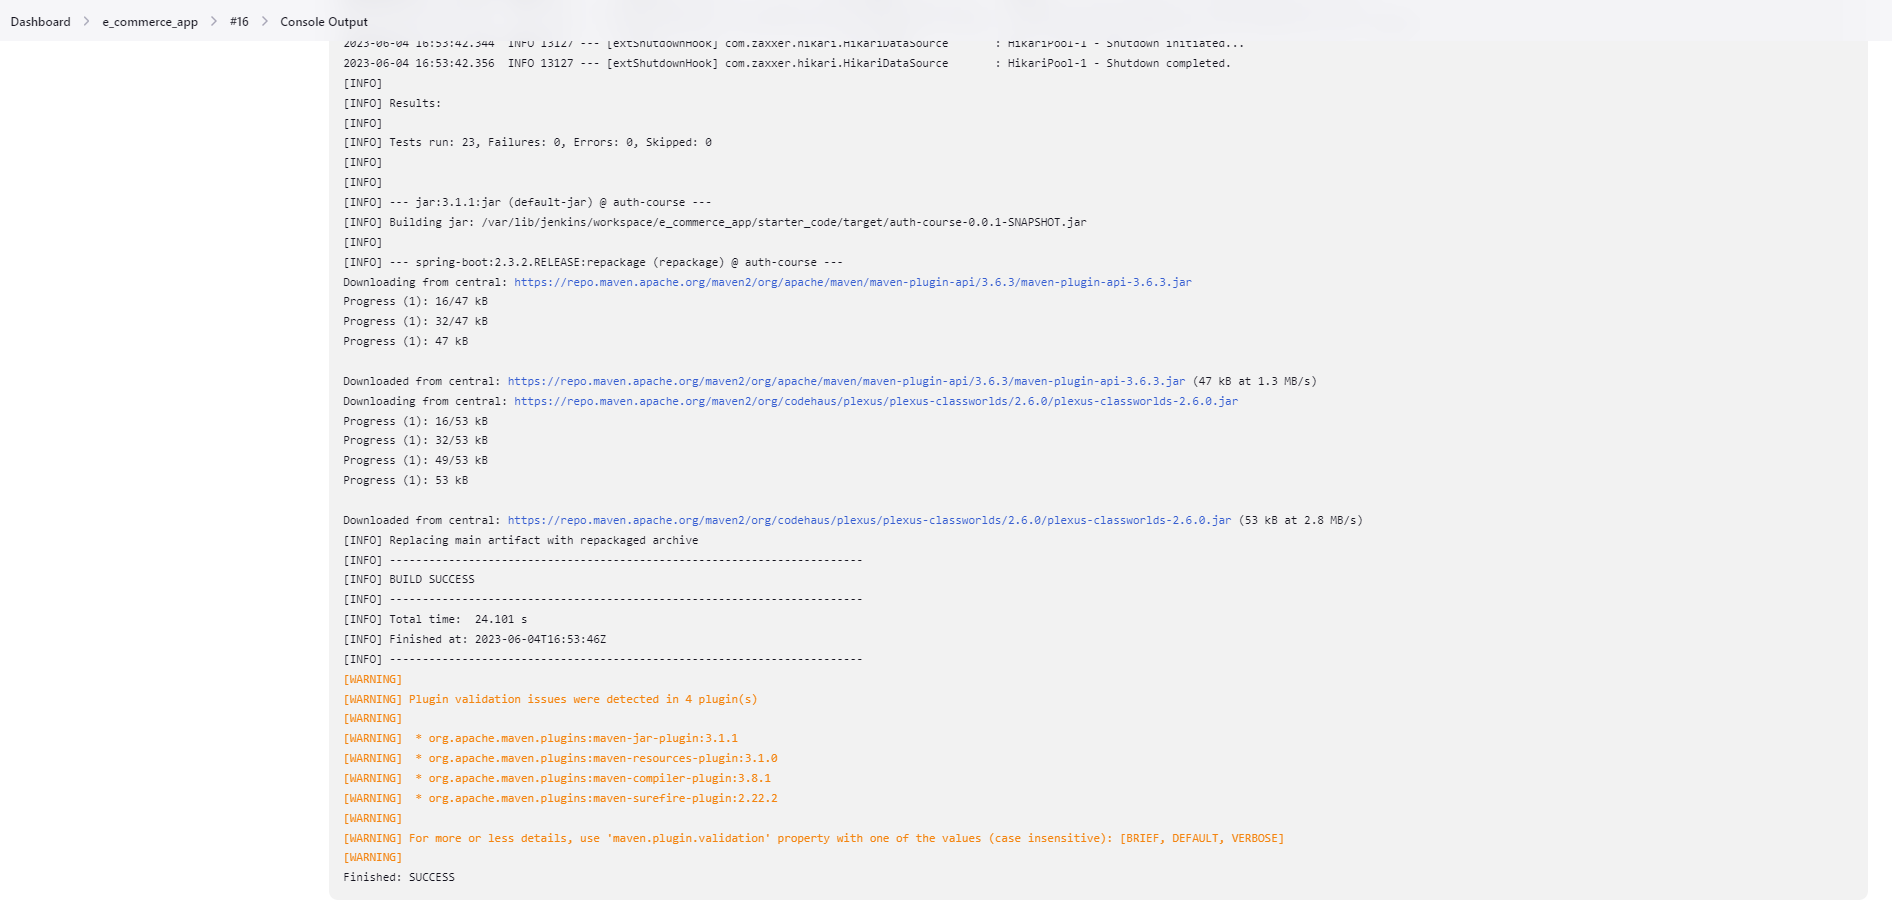 Dashboard > e_commerce_app > #16 > Console Output
2023-06-04 16:53:42.344  INFO 13127 --- [extShutdownHook] com.zaxxer.hikari.HikariDataSource       : HikariPool-1 - Shutdown initiated...
2023-06-04 16:53:42.356  INFO 13127 --- [extShutdownHook] com.zaxxer.hikari.HikariDataSource       : HikariPool-1 - Shutdown completed.
[INFO]
[INFO] Results:
[INFO]
[INFO] Tests run: 23, Failures: 0, Errors: 0, Skipped: 0
[INFO]
[INFO]
[INFO] --- jar:3.1.1:jar (default-jar) @ auth-course ---
[INFO] Building jar: /var/lib/jenkins/workspace/e_commerce_app/starter_code/target/auth-course-0.0.1-SNAPSHOT.jar
[INFO]
[INFO] --- spring-boot:2.3.2.RELEASE:repackage (repackage) @ auth-course ---
Downloading from central: https://repo.maven.apache.org/maven2/org/apache/maven/maven-plugin-api/3.6.3/maven-plugin-api-3.6.3.jar
Progress (1): 16/47 kB
Progress (1): 32/47 kB
Progress (1): 47 kB
Downloaded from central: https://repo.maven.apache.org/maven2/org/apache/maven/maven-plugin-api/3.6.3/maven-plugin-api-3.6.3.jar (47 kB at 1.3 MB/s)
Downloading from central: https://repo.maven.apache.org/maven2/org/codehaus/plexus/plexus-classworlds/2.6.0/plexus-classworlds-2.6.0.jar
Progress (1): 16/53 kB
Progress (1): 32/53 kB
Progress (1): 49/53 kB
Progress (1): 53 kB
Downloaded from central: https://repo.maven.apache.org/maven2/org/codehaus/plexus/plexus-classworlds/2.6.0/plexus-classworlds-2.6.0.jar (53 kB at 2.8 MB/s)
[INFO] Replacing main artifact with repackaged archive
[INFO] ------------------------------------------------------------------------
[INFO] BUILD SUCCESS
[INFO] ------------------------------------------------------------------------
[INFO] Total time:  24.101 s
[INFO] Finished at: 2023-06-04T16:53:46Z
[INFO] ------------------------------------------------------------------------
[WARNING]
[WARNING] Plugin validation issues were detected in 4 plugin(s)
[WARNING]
[WARNING]  * org.apache.maven.plugins:maven-jar-plugin:3.1.1
[WARNING]  * org.apache.maven.plugins:maven-resources-plugin:3.1.0
[WARNING]  * org.apache.maven.plugins:maven-compiler-plugin:3.8.1
[WARNING]  * org.apache.maven.plugins:maven-surefire-plugin:2.22.2
[WARNING]
[WARNING] For more or less details, use 'maven.plugin.validation' property with one of the values (case insensitive): [BRIEF, DEFAULT, VERBOSE]
[WARNING]
Finished: SUCCESS